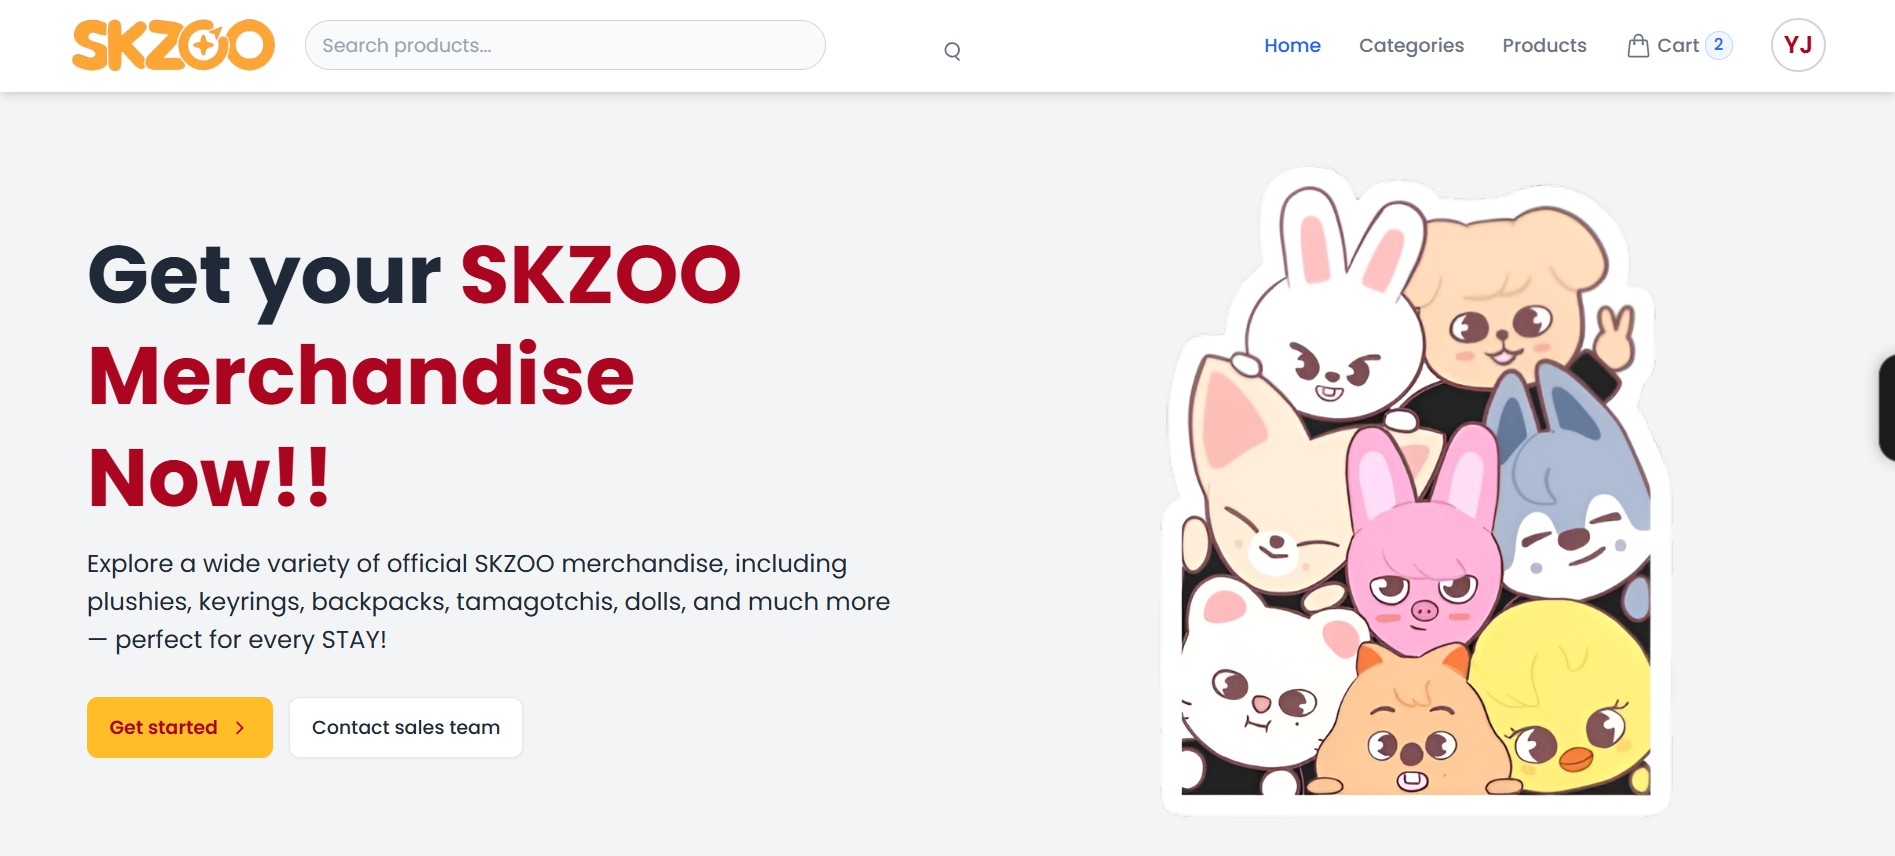 SKZOO
Search products...
Home
Categories
Products
Cart 2
YJ
Get your SKZOO
Merchandise
Now!!
Explore a wide variety of official SKZOO merchandise, including
plushies, keyrings, backpacks, tamagotchis, dolls, and much more
— perfect for every STAY!
Get started
Contact sales team